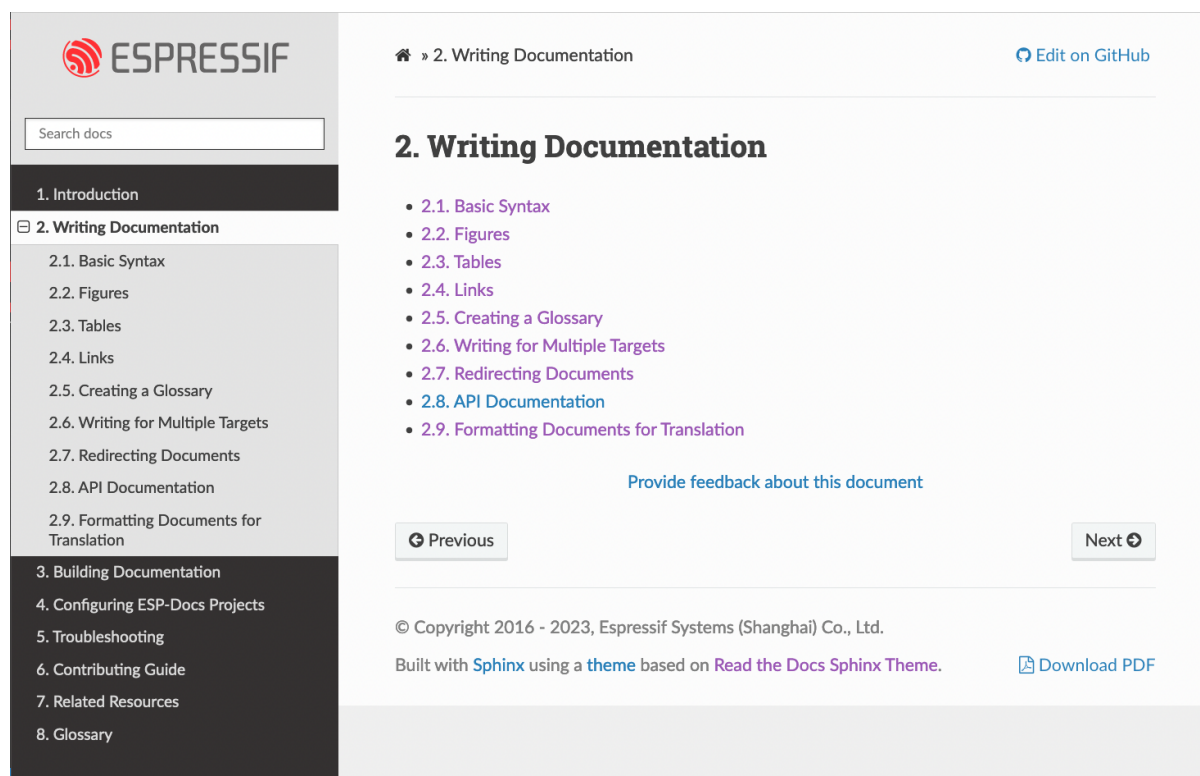 ESPRESSIF
Search docs
1. Introduction
2. Writing Documentation
2.1. Basic Syntax
2.2. Figures
2.3. Tables
2.4. Links
2.5. Creating a Glossary
2.6. Writing for Multiple Targets
2.7. Redirecting Documents
2.8. API Documentation
2.9. Formatting Documents for
Translation
3. Building Documentation
4. Configuring ESP-Docs Projects
5. Troubleshooting
6. Contributing Guide
7. Related Resources
8. Glossary
» 2. Writing Documentation
Edit on GitHub
2. Writing Documentation
• 2.1. Basic Syntax
• 2.2. Figures
• 2.3. Tables
• 2.4. Links
• 2.5. Creating a Glossary
• 2.6. Writing for Multiple Targets
• 2.7. Redirecting Documents
• 2.8. API Documentation
• 2.9. Formatting Documents for Translation
Provide feedback about this document
Previous
Next
© Copyright 2016 - 2023, Espressif Systems (Shanghai) Co., Ltd.
Built with Sphinx using a theme based on Read the Docs Sphinx Theme.
Download PDF